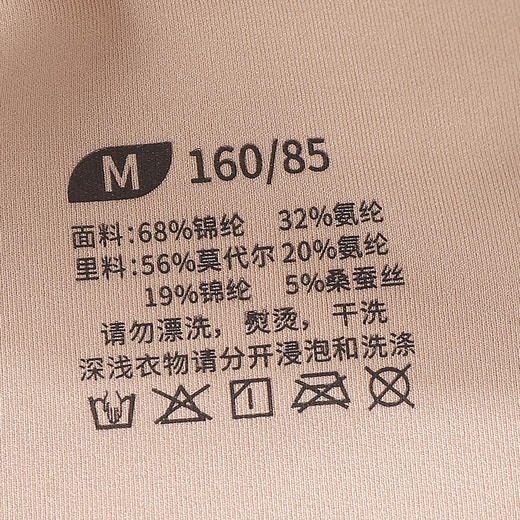 M 160/85
面料:68%锦纶 32%氨纶
里料:56%莫代尔 20%氨纶
19%锦纶 5%桑蚕丝
请勿漂洗，熨烫，干洗
深浅衣物请分开浸泡和洗涤